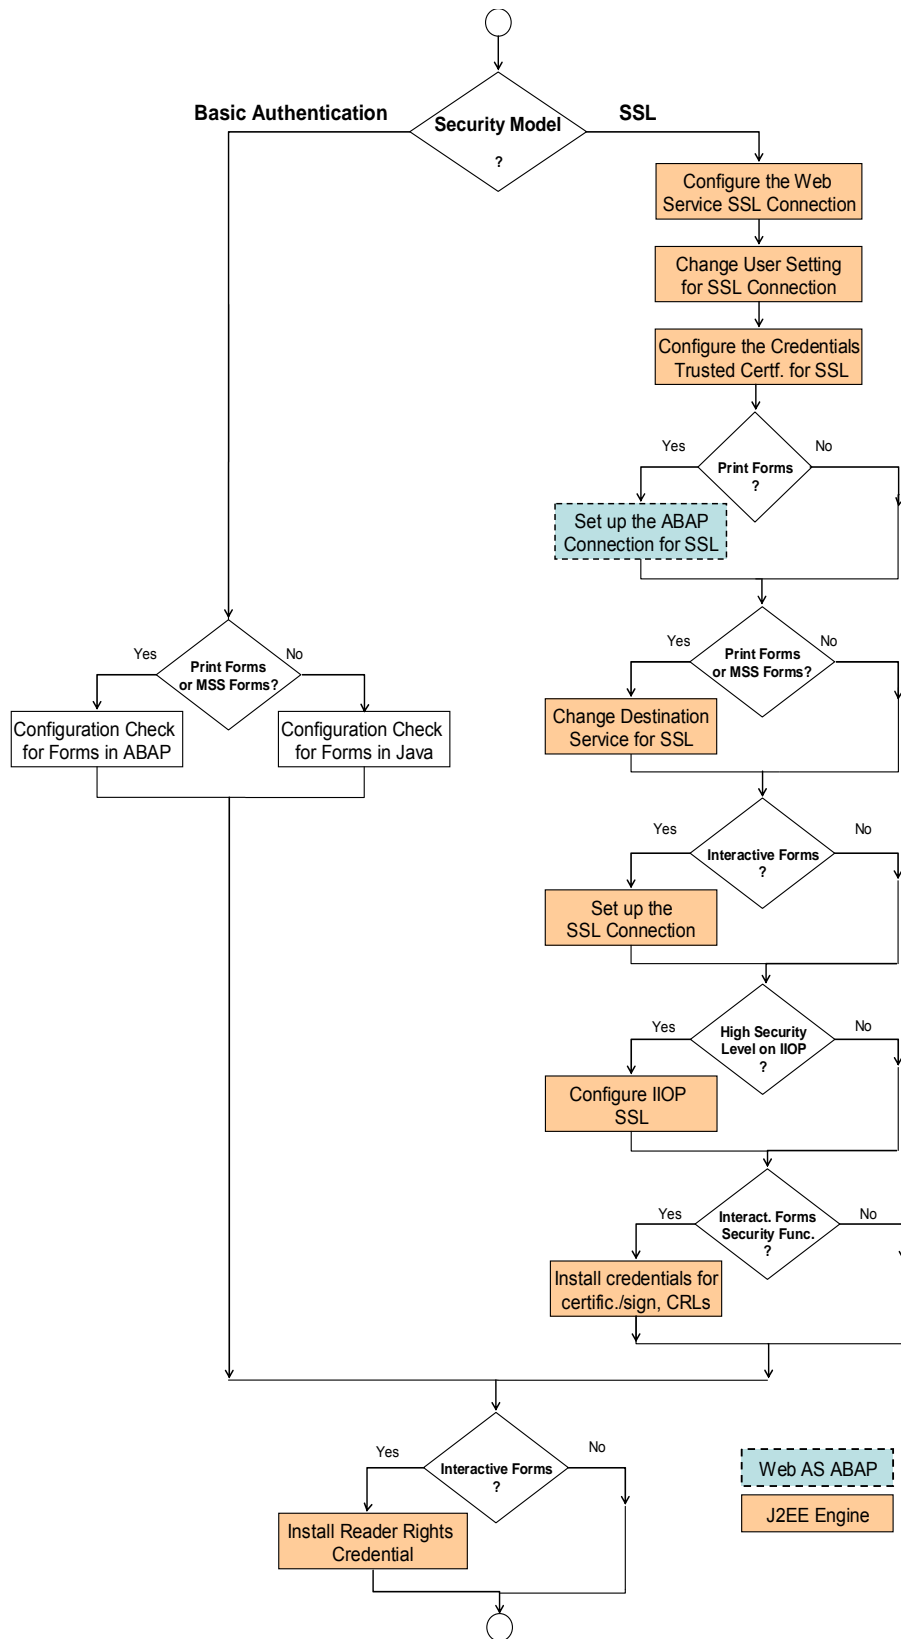 Basic Authentication
Security Model
?
SSL
Configure the Web
Service SSL Connection
Change User Setting
for SSL Connection
Configure the Credentials
Trusted Certf. for SSL
Yes
No
Print Forms
?
Set up the ABAP
Connection for SSL
Yes
No
Print Forms
or MSS Forms?
Yes
No
Print Forms
or MSS Forms?
Configuration Check
for Forms in ABAP
Configuration Check
for Forms in Java
Change Destination
Service for SSL
Yes
No
Interactive Forms
?
Set up the
SSL Connection
Yes
No
High Security
Level on IIOP
?
Configure IIOP
SSL
Yes
No
Interact. Forms
Security Func.
?
Install credentials for
certific./sign, CRLs
Yes
No
Interactive Forms
?
Install Reader Rights
Credential
Web AS ABAP
J2EE Engine